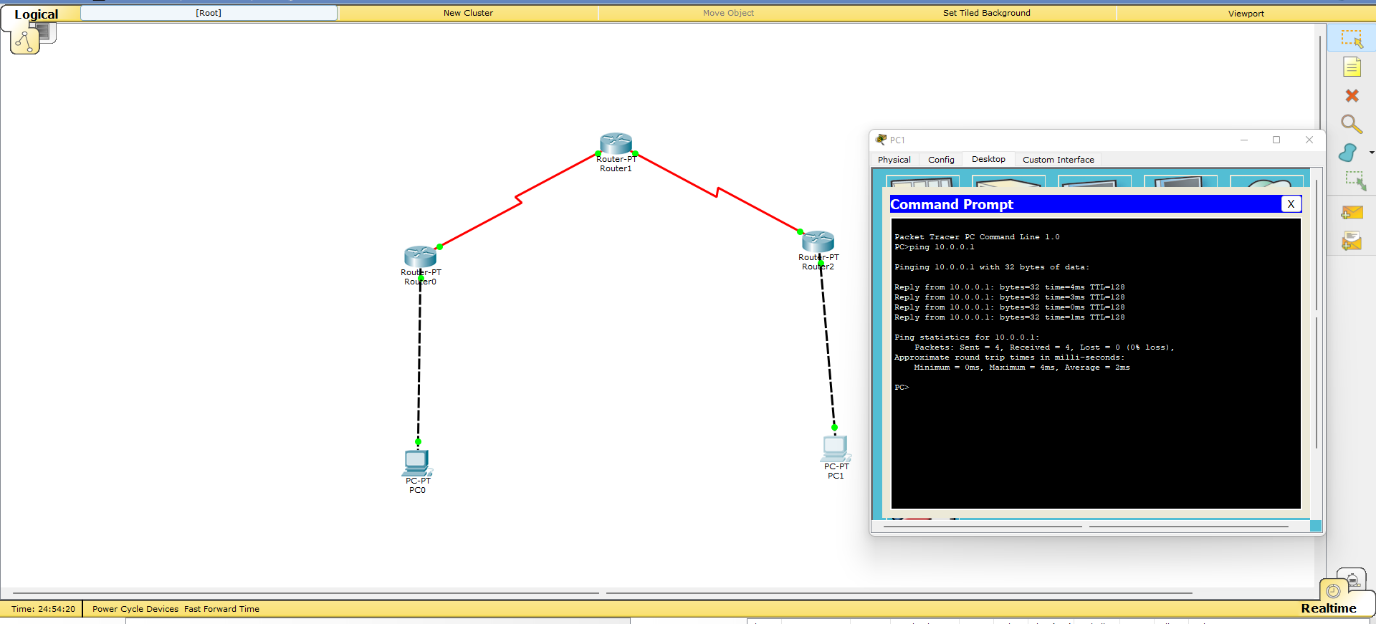 Logical
[Root]
New Cluster
Move Object
Set Tiled Background
Viewport
Router-PT
Router1
Router-PT
Router0
Router-PT
Router2
PC-PT
PC0
PC-PT
PC1
PC1
Physical
Config
Desktop
Custom Interface
Command Prompt
X
Packet Tracer PC Command Line 1.0
PC>ping 10.0.0.1
Pinging 10.0.0.1 with 32 bytes of data:
Reply from 10.0.0.1: bytes=32 time=4ms TTL=128
Reply from 10.0.0.1: bytes=32 time=3ms TTL=128
Reply from 10.0.0.1: bytes=32 time=0ms TTL=128
Reply from 10.0.0.1: bytes=32 time=1ms TTL=128
Ping statistics for 10.0.0.1:
Packets: Sent = 4, Received = 4, Lost = 0 (0% loss),
Approximate round trip times in milli-seconds:
Minimum = 0ms, Maximum = 4ms, Average = 2ms
PC>
Time: 24:54:20
Power Cycle Devices Fast Forward Time
Realtime